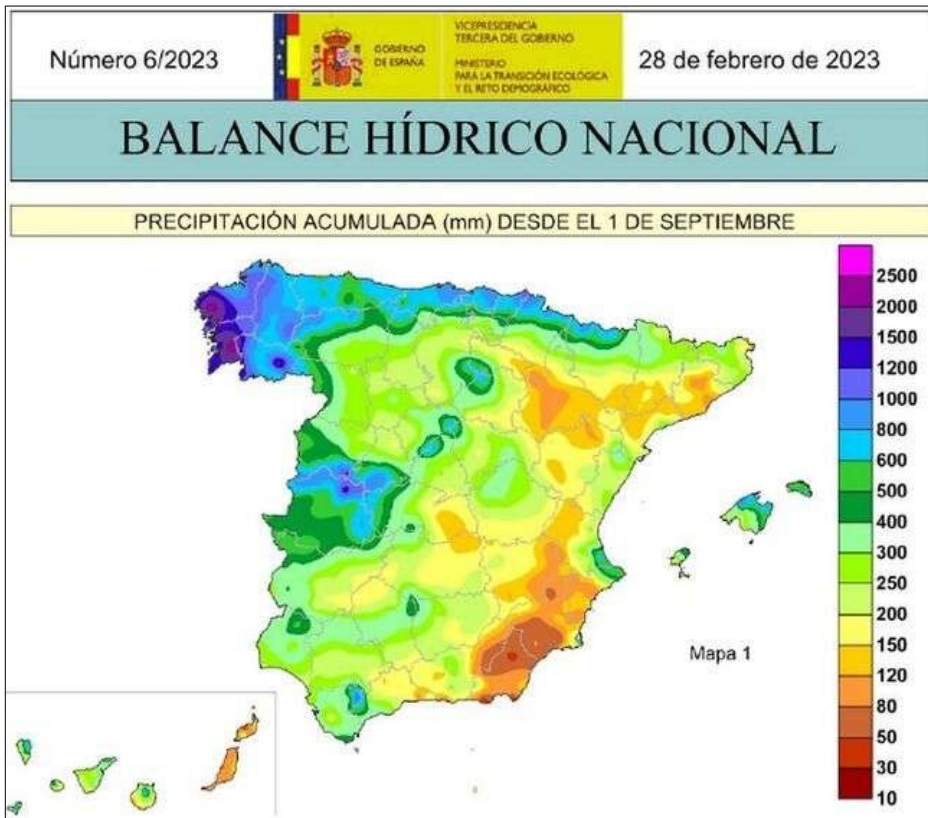 Número 6/2023
GOBIERNO
DE ESPAÑA
VICEPRESIDENCIA
TERCERA DEL GOBIERNO
MINISTERIO
PARA LA TRANSICIÓN ECOLÓGICA
Y EL RETO DEMOGRÁFICO
28 de febrero de 2023
BALANCE HÍDRICO NACIONAL
PRECIPITACIÓN ACUMULADA (mm) DESDE EL 1 DE SEPTIEMBRE
2500
2000
1500
1200
1000
800
600
500
400
300
250
200
150
120
80
50
30
10
Mapa 1